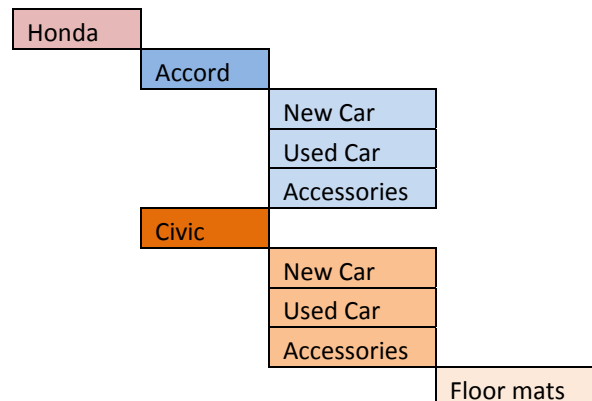 Honda
Accord
New Car
Used Car
Accessories
Civic
New Car
Used Car
Accessories
Floor mats